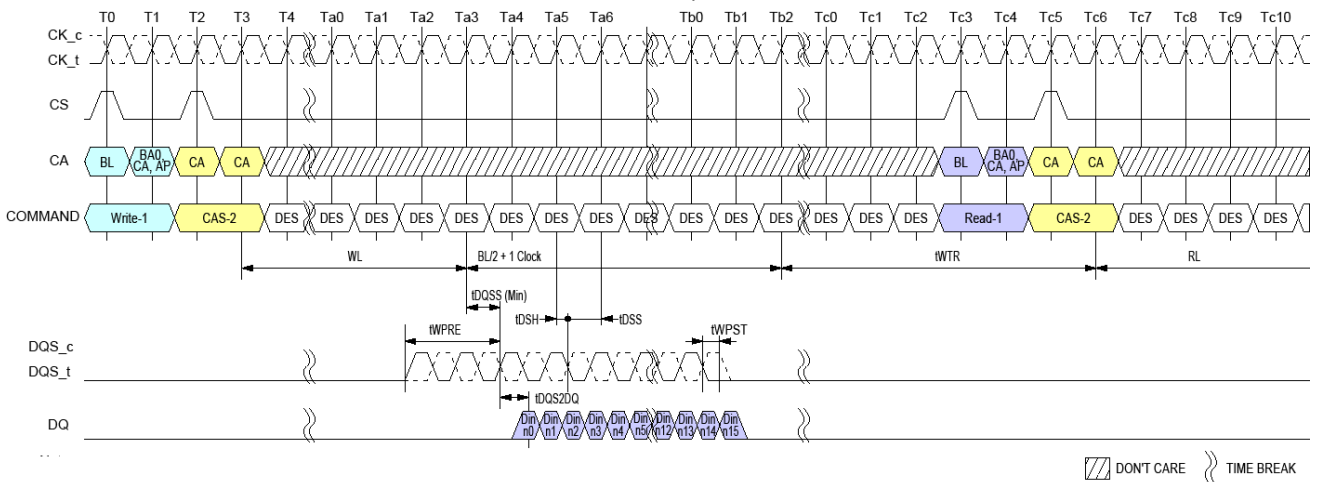 T0 T1 T2 T3 T4 Ta0 Ta1 Ta2 Ta3 Ta4 Ta5 Ta6 Tb0 Tb1 Tb2 Tc0 Tc1 Tc2 Tc3 Tc4 Tc5 Tc6 Tc7 Tc8 Tc9 Tc10
CK_c
CK_t
CS
CA BL BA0, CA, AP CA CA BL BA0, CA, AP CA CA
COMMAND Write-1 CAS-2 DES DES DES DES DES DES DES DES DES DES DES DES DES DES DES Read-1 CAS-2 DES DES DES DES
WL BL/2 + 1 Clock tWTR RL
tDQSS (Min)
tDSH tDSS
tWPRE tWPST
DQS_c
DQS_t
tDQS2DQ
DQ Din n0 Din n1 Din n2 Din n3 Din n4 Din n5 Din n12 Din n13 Din n14 Din n15
DON'T CARE TIME BREAK